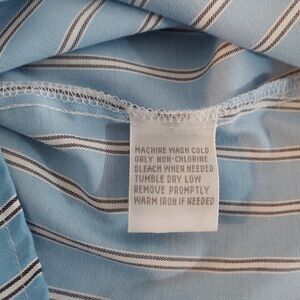 MACHINE WASH COLD
ONLY NON-CHLORINE
BLEACH WHEN NEEDED
TUMBLE DRY LOW
REMOVE PROMPTLY
WARM IRON IF NEEDED